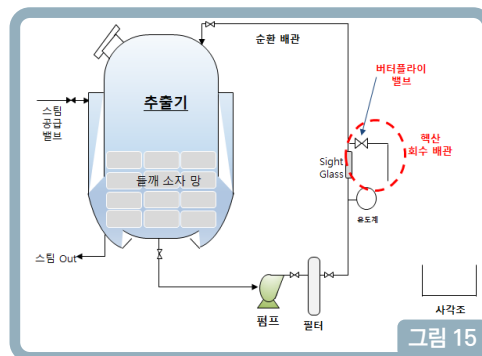 순환 배관
버터플라이
밸브
추출기
스팀
공급
밸브
핵산
회수 배관
Sight
Glass
들깨 소자 망
유도계
스팀 Out
펌프
필터
사각조
그림 15